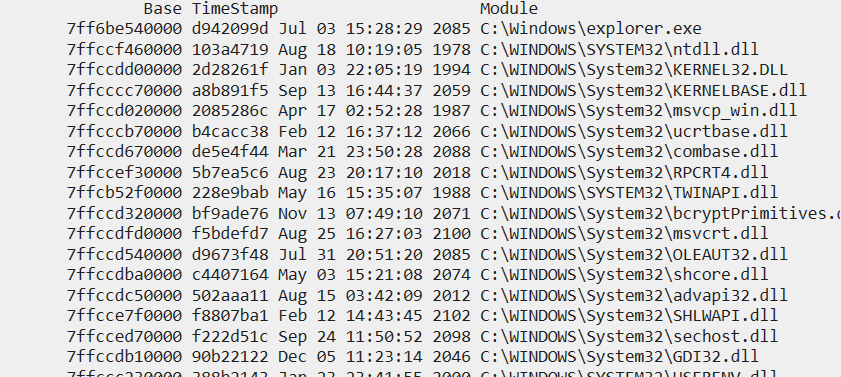 Base TimeStamp Module
7ff6be540000 d942099d Jul 03 15:28:29 2085 C:\Windows\explorer.exe
7ffccf460000 103a4719 Aug 18 10:19:05 1978 C:\WINDOWS\SYSTEM32\ntdll.dll
7ffccdd00000 2d28261f Jan 03 22:05:19 1994 C:\WINDOWS\System32\KERNEL32.DLL
7ffcccc70000 a8b891f5 Sep 13 16:44:37 2059 C:\WINDOWS\System32\KERNELBASE.dll
7ffccd020000 2085286c Apr 17 02:52:28 1987 C:\WINDOWS\System32\msvcp_win.dll
7ffcccb70000 b4cacc38 Feb 12 16:37:12 2066 C:\WINDOWS\System32\ucrtbase.dll
7ffccd670000 de5e4f44 Mar 21 23:50:28 2088 C:\WINDOWS\System32\combase.dll
7ffccef30000 5b7ea5c6 Aug 23 20:17:10 2018 C:\WINDOWS\System32\RPCRT4.dll
7ffcb52f0000 228e9bab May 16 15:35:07 1988 C:\WINDOWS\SYSTEM32\TWINAPI.dll
7ffccd320000 bf9ade76 Nov 13 07:49:10 2071 C:\WINDOWS\System32\bcryptPrimitives.d
7ffccdfd0000 f5bdefd7 Aug 25 16:27:03 2100 C:\WINDOWS\System32\msvcrt.dll
7ffccd540000 d9673f48 Jul 31 20:51:20 2085 C:\WINDOWS\System32\OLEAUT32.dll
7ffccdba0000 c4407164 May 03 15:21:08 2074 C:\WINDOWS\System32\shcore.dll
7ffccdc50000 502aaa11 Aug 15 03:42:09 2012 C:\WINDOWS\System32\advapi32.dll
7ffcce7f0000 f8807ba1 Feb 12 14:43:45 2102 C:\WINDOWS\System32\SHLWAPI.dll
7ffcced70000 f222d51c Sep 24 11:50:52 2098 C:\WINDOWS\System32\sechost.dll
7ffccdb10000 90b22122 Dec 05 11:23:14 2046 C:\WINDOWS\System32\GDI32.dll